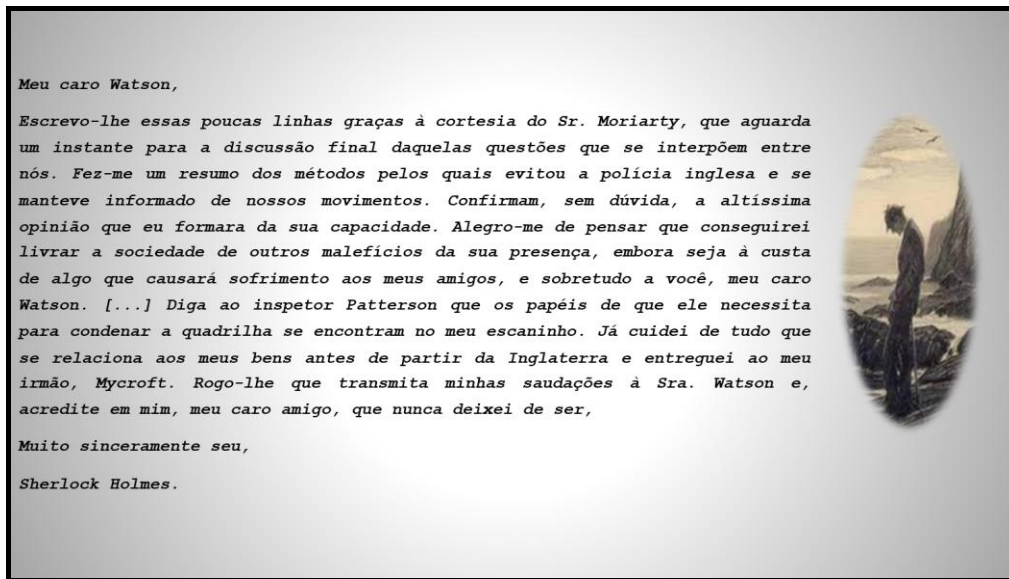 Meu caro Watson,
Escrevo-lhe essas poucas linhas graças à cortesia do Sr. Moriarty, que aguarda
um instante para a discussão final daquelas questões que se interpõem entre
nós. Fez-me um resumo dos métodos pelos quais evitou a polícia inglesa e se
manteve informado de nossos movimentos. Confirmam, sem dúvida, a altíssima
opinião que eu formara da sua capacidade. Alegro-me de pensar que conseguirei
livrar a sociedade de outros malefícios da sua presença, embora seja à custa
de algo que causará sofrimento aos meus amigos, e sobretudo a você, meu caro
Watson. [...] Diga ao inspetor Patterson que os papéis de que ele necessita
para condenar a quadrilha se encontram no meu escaninho. Já cuidei de tudo que
se relaciona aos meus bens antes de partir da Inglaterra e entreguei ao meu
irmão, Mycroft. Rogo-lhe que transmita minhas saudações à Sra. Watson e,
acredite em mim, meu caro amigo, que nunca deixei de ser,
Muito sinceramente seu,
Sherlock Holmes.